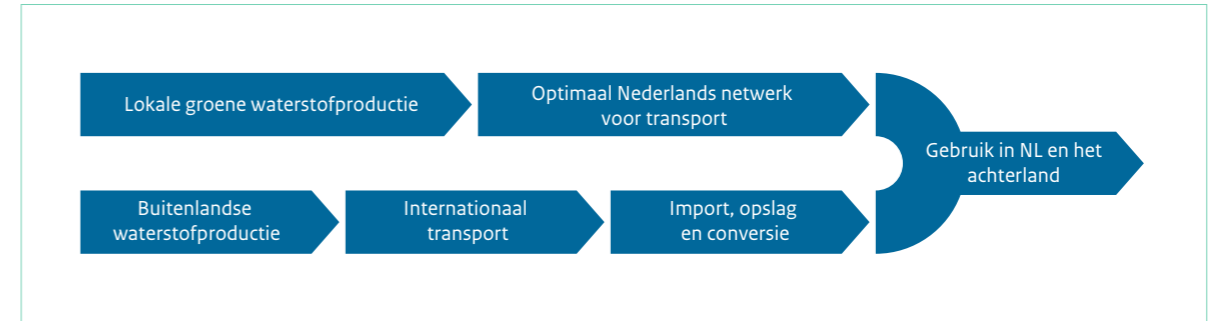 Lokale groene waterstofproductie
Optimaal Nederlands netwerk
voor transport
Buitenlandse
waterstofproductie
Internationaal
transport
Import, opslag
en conversie
Gebruik in NL en het
achterland